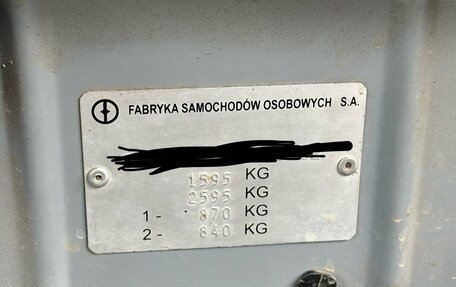 FABRYKA SAMOCHODÓW OSOBOWYCH S.A.
1595 KG
2595 KG
1 - 870 KG
2 - 840 KG